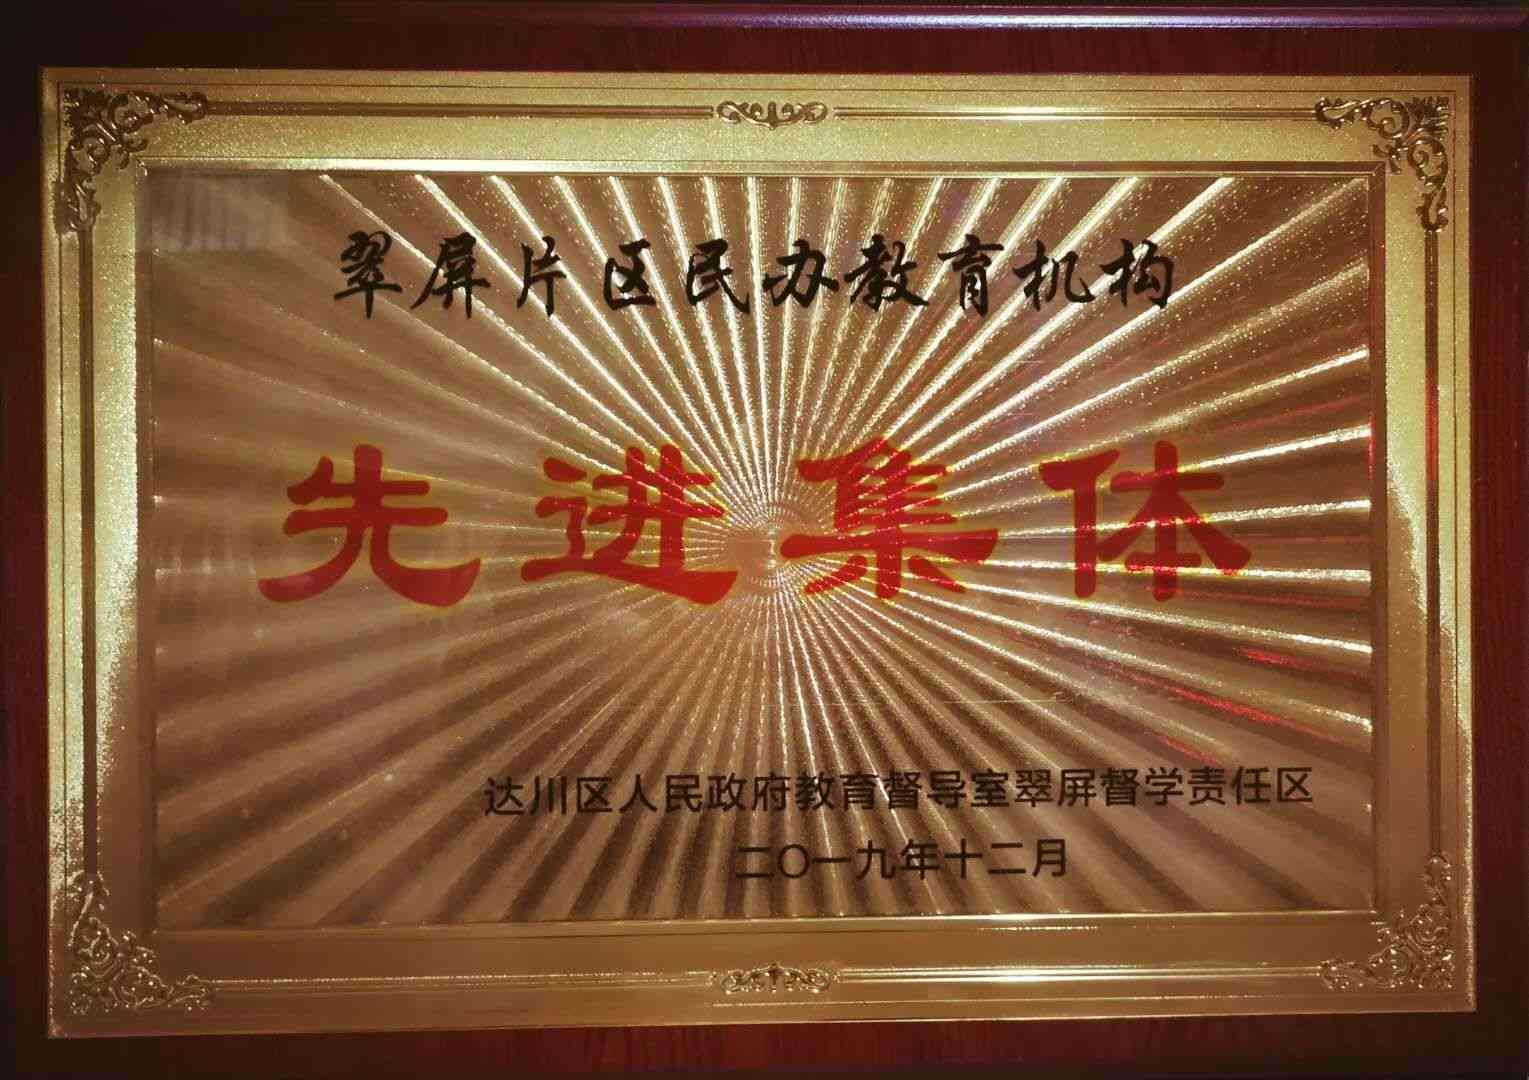 翠屏片区民办教育机构
先进集体
达川区人民政府教育督导室翠屏督学责任区
二〇一九年十二月